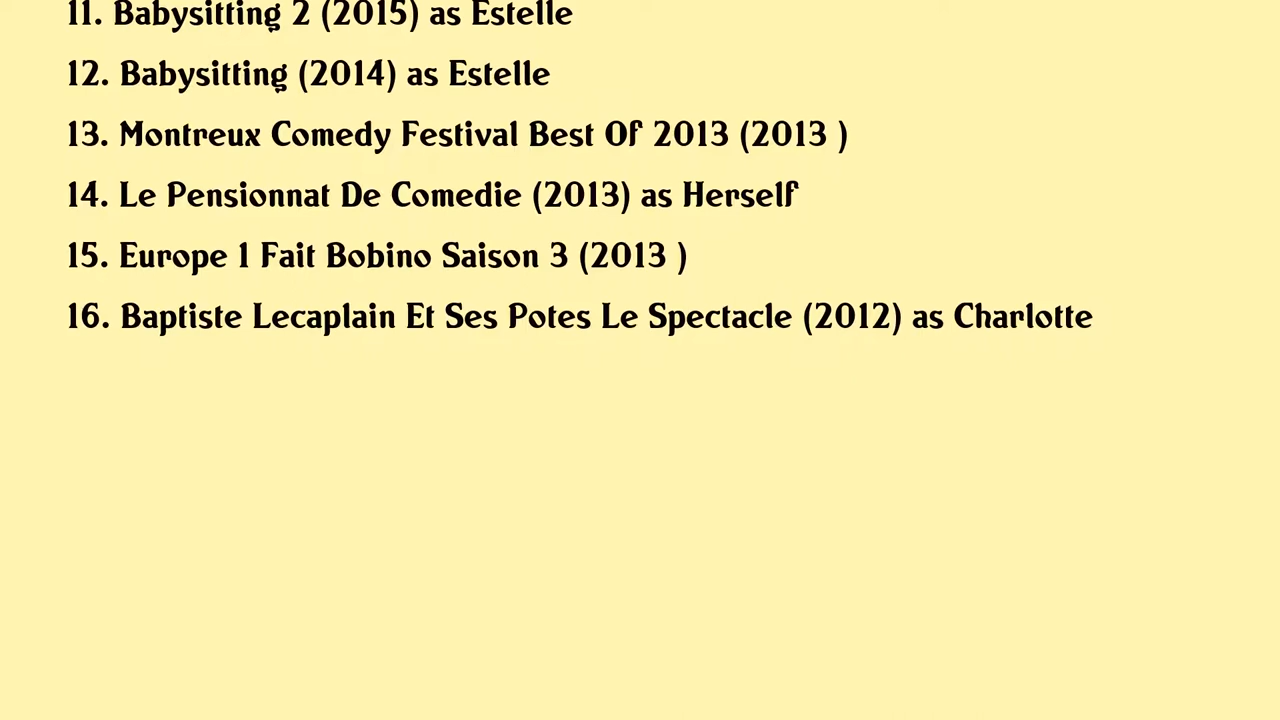 11. Babysitting 2 (2015) as Estelle
12. Babysitting (2014) as Estelle
13. Montreux Comedy Festival Best Of 2013 (2013 )
14. Le Pensionnat De Comedie (2013) as Herself
15. Europe 1 Fait Bobino Saison 3 (2013 )
16. Baptiste Lecaplain Et Ses Potes Le Spectacle (2012) as Charlotte